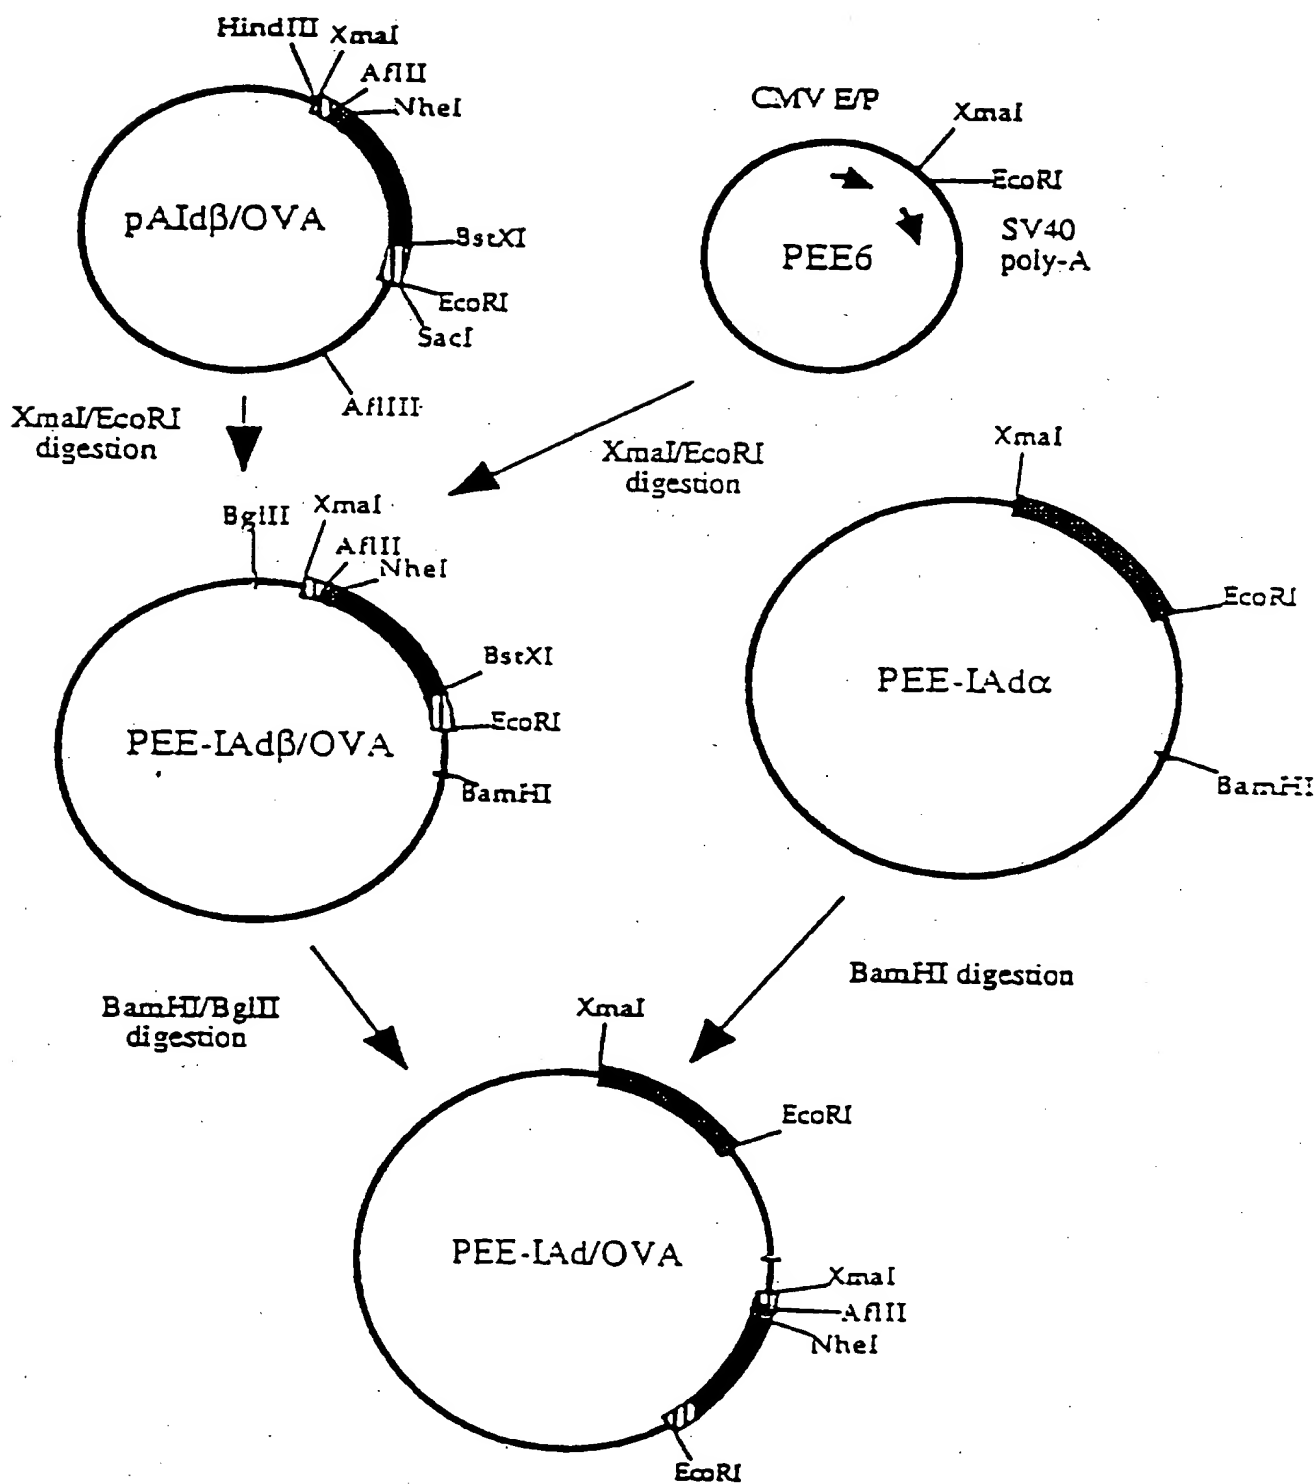 HindIII XmaI
AflII
NheI
pAIdβ/OVA
BstXI
EcoRI
SacI
AflIII
CMV E/P
XmaI
EcoRI
SV40
poly-A
PEE6
XmaI/EcoRI
digestion
XmaI/EcoRI
digestion
BglII
XmaI
AflII
NheI
BstXI
EcoRI
PEE-IAdβ/OVA
BamHI
XmaI
EcoRI
PEE-IAdα
BamHI
BamHI/BglII
digestion
BamHI digestion
XmaI
EcoRI
PEE-IAd/OVA
XmaI
AflII
NheI
EcoRI